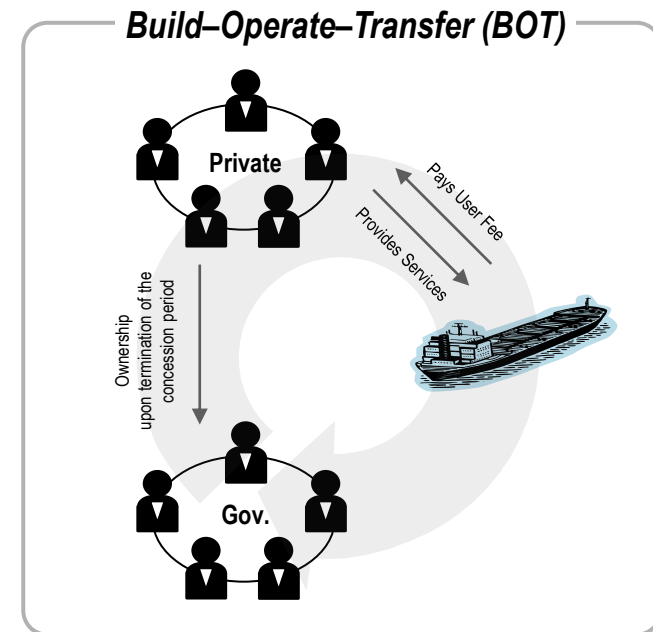 Build–Operate–Transfer (BOT)
Private
Pays User Fee
Provides Services
Ownership
upon termination of the
concession period
Gov.